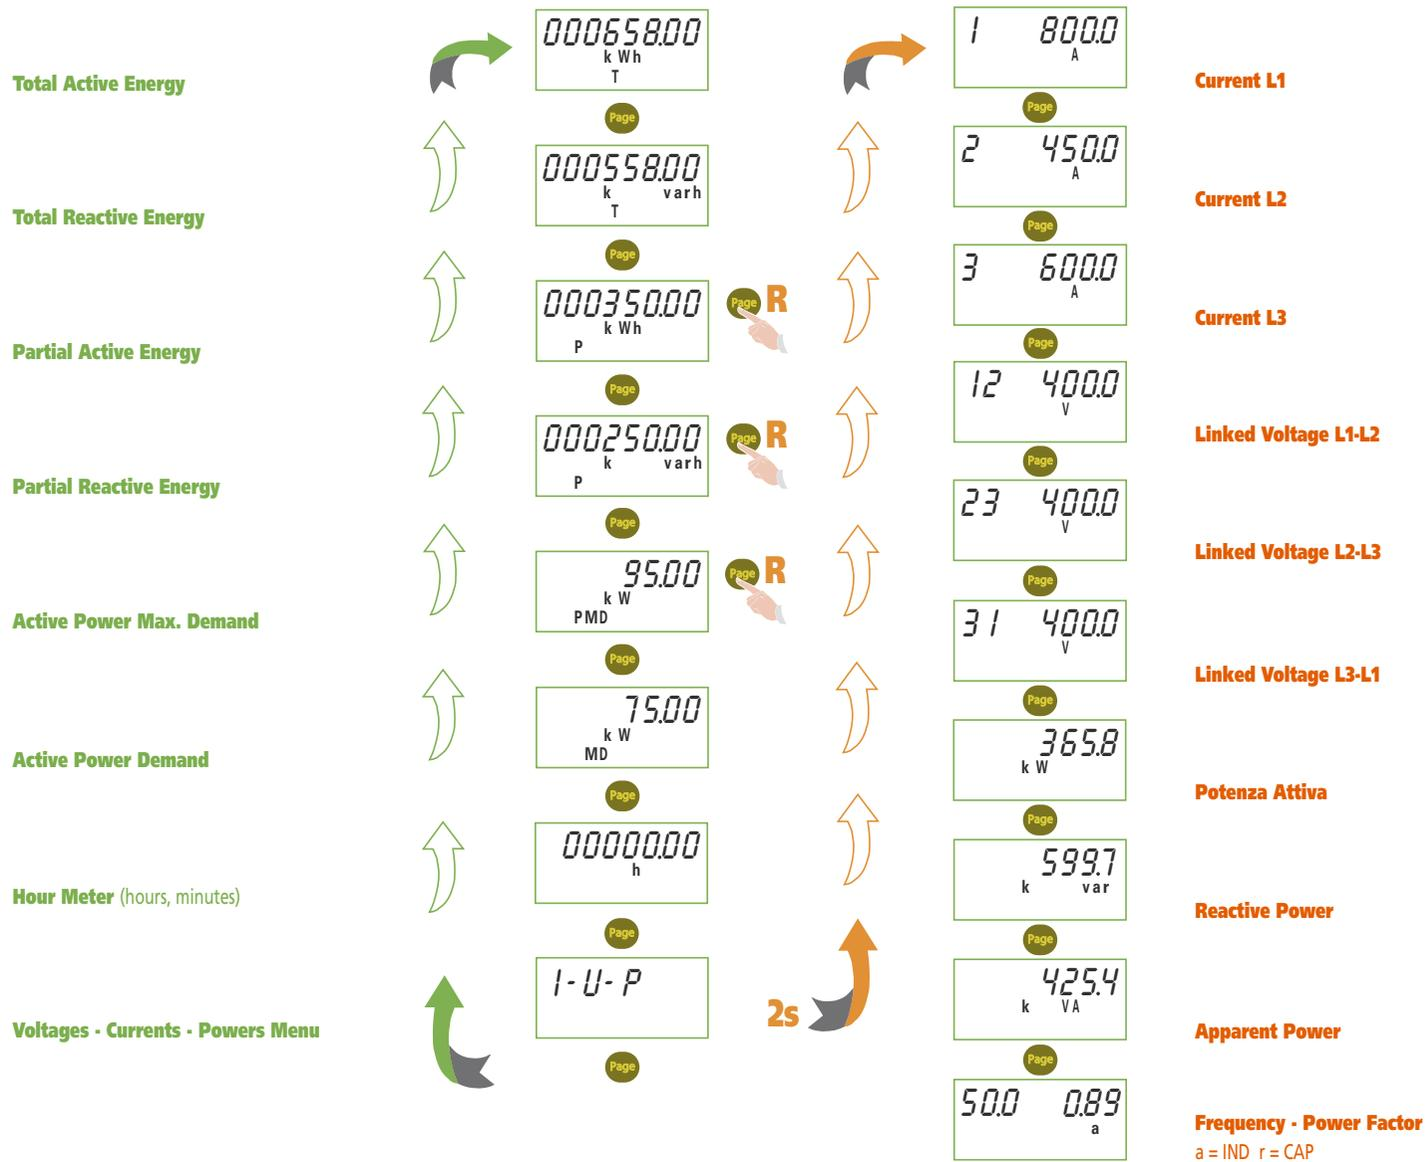 Total Active Energy
000658.00
k Wh
T
Page
Total Reactive Energy
000558.00
k varh
T
Page
Partial Active Energy
000350.00
k Wh
P
Page R
Page
Partial Reactive Energy
000250.00
k varh
P
Page R
Page
Active Power Max. Demand
95.00
k W
PMD
Page R
Page
Active Power Demand
75.00
k W
MD
Page
Hour Meter (hours, minutes)
00000.00
h
Page
Voltages - Currents - Powers Menu
I-U-P
Page
2s
1 800.0
A
Current L1
Page
2 450.0
A
Current L2
Page
3 600.0
A
Current L3
Page
12 400.0
V
Linked Voltage L1-L2
Page
23 400.0
V
Linked Voltage L2-L3
Page
31 400.0
V
Linked Voltage L3-L1
Page
365.8
k W
Potenza Attiva
Page
599.7
k var
Reactive Power
Page
425.4
k VA
Apparent Power
Page
50.0 0.89
a
Frequency - Power Factor
a = IND r = CAP